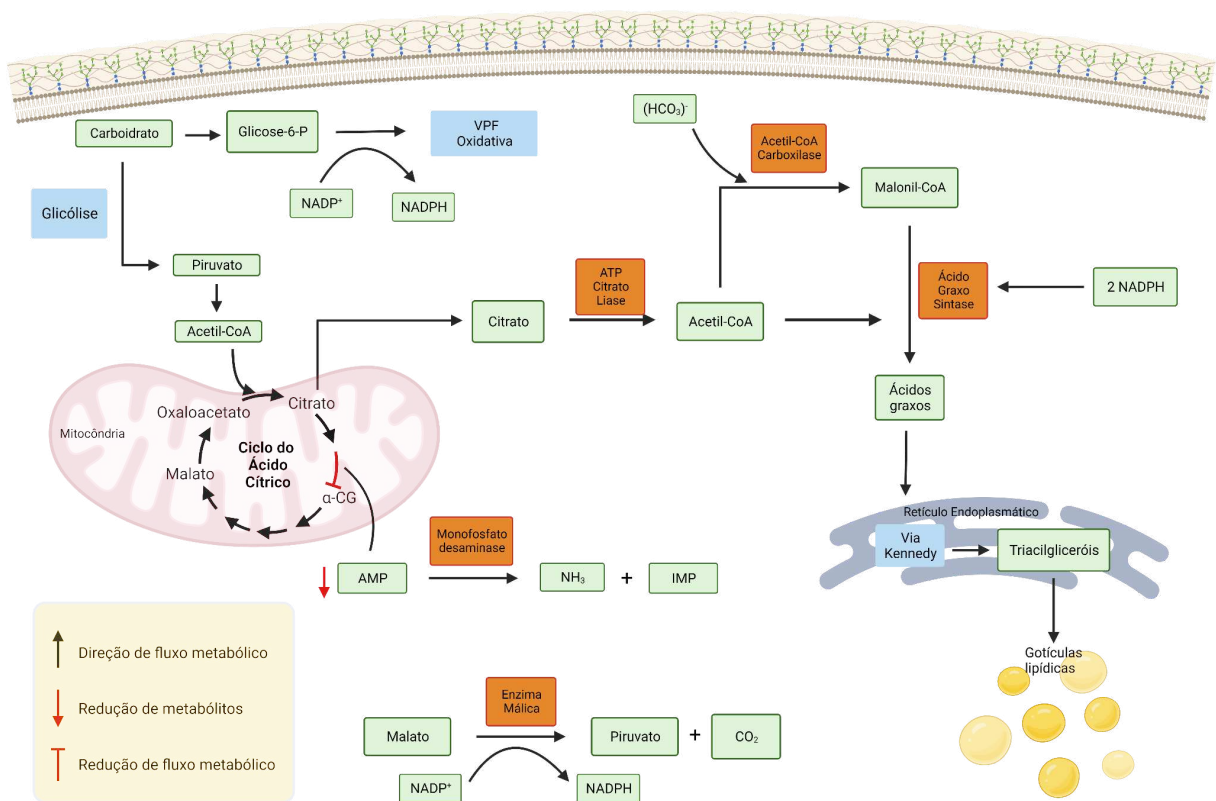 Carboidrato
Glicose-6-P
VPF
Oxidativa
NADP⁺
NADPH
Glicólise
Piruvato
Acetil-CoA
(HCO₃)⁻
Acetil-CoA
Carboxilase
Malonil-CoA
Citrato
ATP
Citrato
Liase
Acetil-CoA
Ácido
Graxo
Sintase
2 NADPH
Ácidos
graxos
Mitocôndria
Oxaloacetato
Citrato
Malato
Ciclo do
Ácido
Cítrico
α-CG
AMP
Monofosfato
desaminase
NH₃
+
IMP
Retículo Endoplasmático
Via
Kennedy
Triacilgliceróis
Gotículas
lipídicas
Direção de fluxo metabólico
Redução de metábolitos
Redução de fluxo metabólico
Malato
Enzima
Málica
Piruvato
+
CO₂
NADP⁺
NADPH